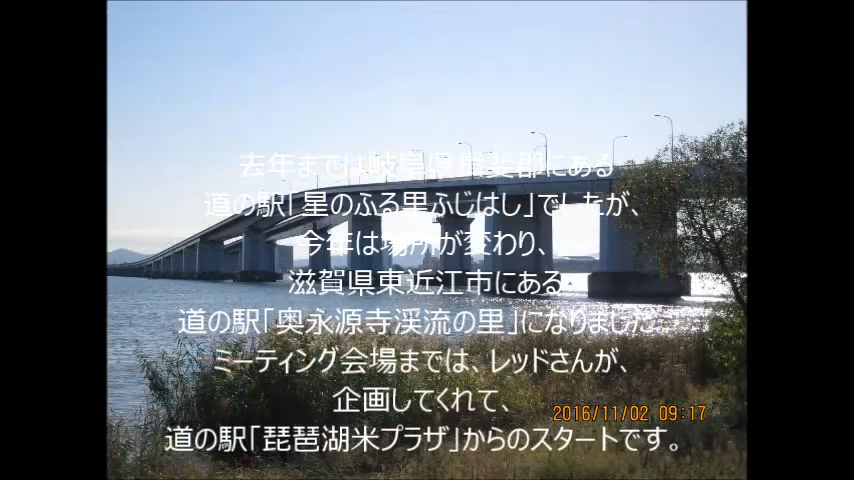 去年までは岐阜県揖斐郡にある
道の駅「星のふる里ふじはし」でしたが、
今年は場所が変わり、
滋賀県東近江市にある
道の駅「奥永源寺渓流の里」になりました。
ミーティング会場までは、レッドさんが、
企画してくれて、
2016/11/02 09:17
道の駅「琵琶湖米プラザ」からのスタートです。